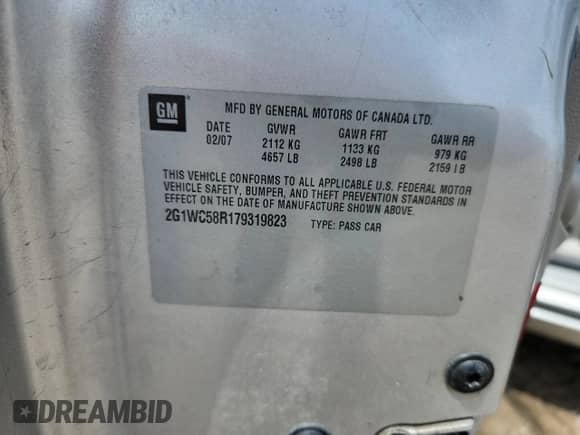 GM
MFD BY GENERAL MOTORS OF CANADA LTD.
DATE GVWR GAWR FRT GAWR RR
02/07 2112 KG 1133 KG 979 KG
4657 LB 2498 LB 2159 LB
THIS VEHICLE CONFORMS TO ALL APPLICABLE U.S. FEDERAL MOTOR
VEHICLE SAFETY, BUMPER, AND THEFT PREVENTION STANDARDS IN
EFFECT ON THE DATE OF MANUFACTURE SHOWN ABOVE.
2G1WC58R179319823 TYPE: PASS CAR
DREAMBID